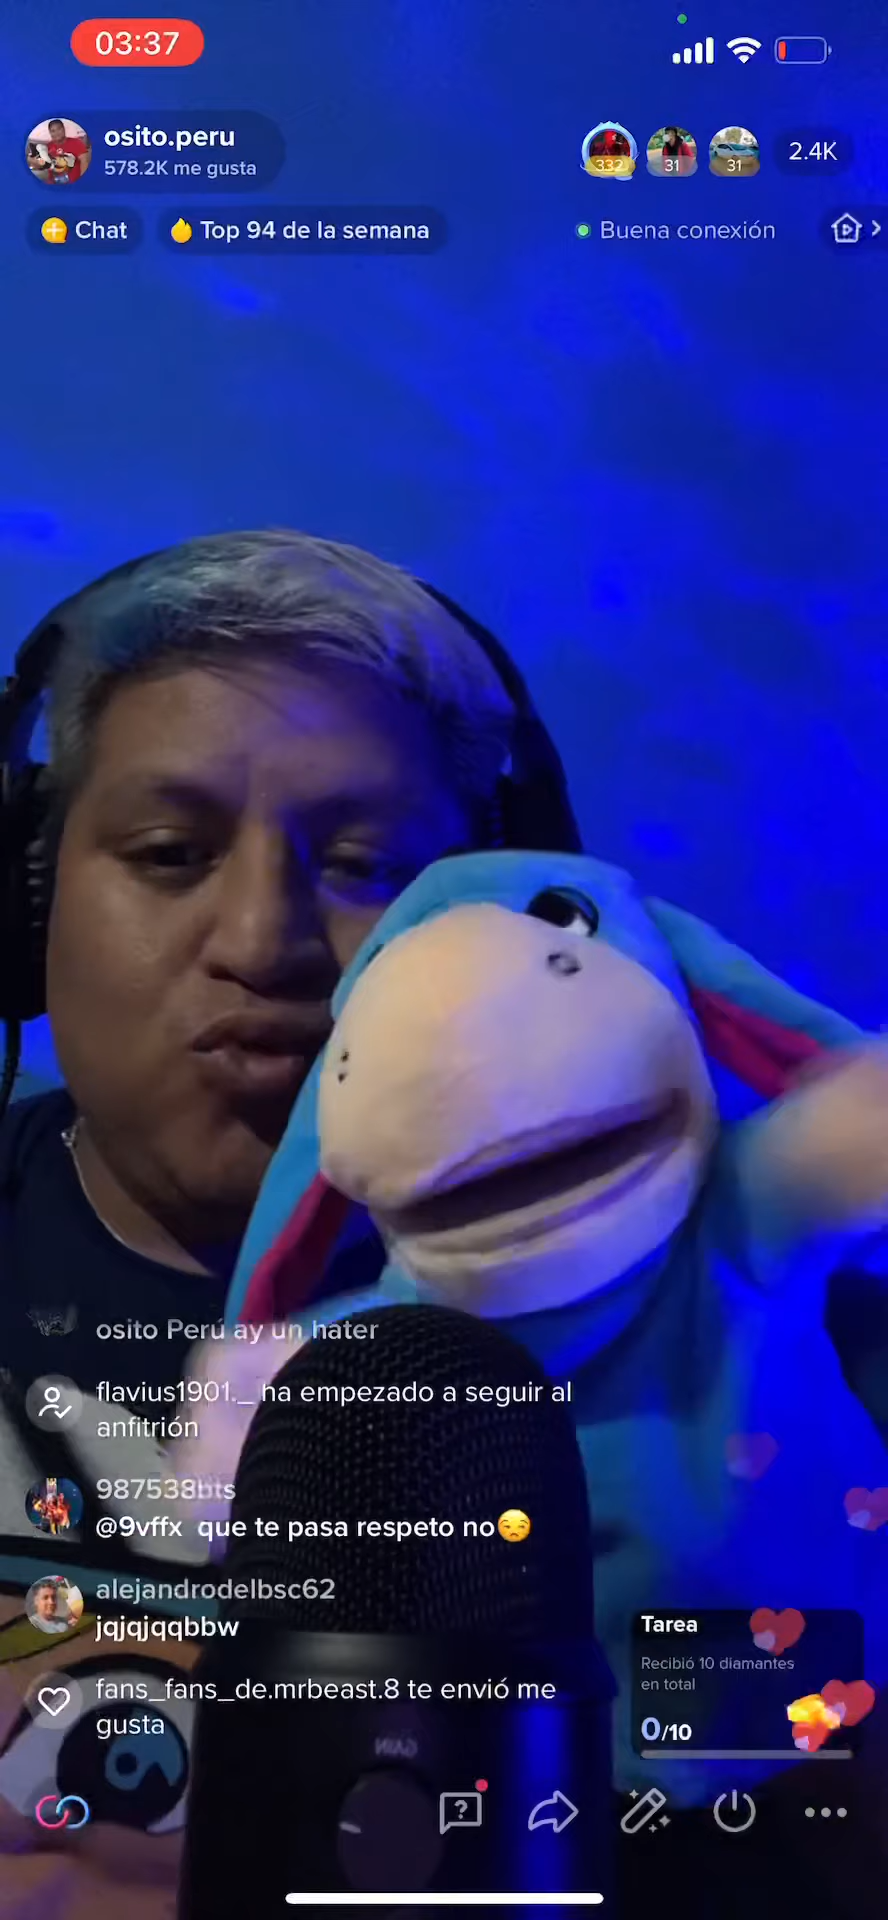 03:37
osito.peru
578.2K me gusta
332
31
31
2.4K
Chat
Top 94 de la semana
Buena conexión
osito Perú ay un hater
flavius1901._ ha empezado a seguir al
anfitrión
987538bts
@9vffx que te pasa respeto no😒
alejandrodelbsc62
jqjqjqqbbw
fans_fans_de.mrbeast.8 te envió me
gusta
Tarea
Recibió 10 diamantes
en total
0/10
GAIN